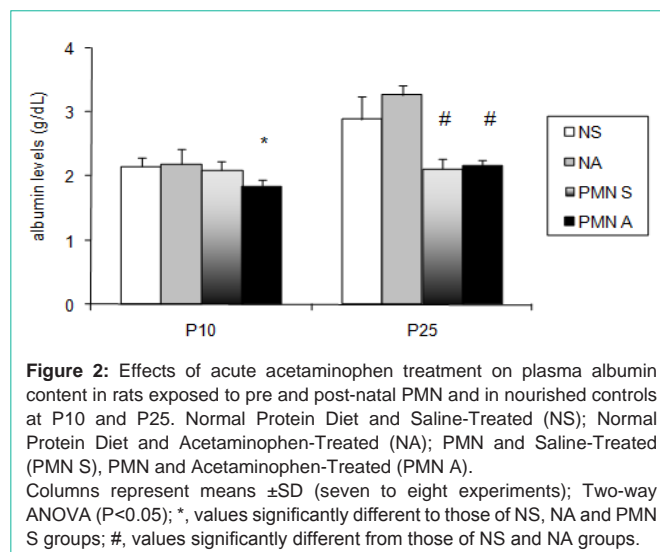 4
3
2
1
0
albumin levels (g/dL)
*
# #
P10 P25
NS
NA
PMN S
PMN A
Figure 2: Effects of acute acetaminophen treatment on plasma albumin
content in rats exposed to pre and post-natal PMN and in nourished controls
at P10 and P25. Normal Protein Diet and Saline-Treated (NS); Normal
Protein Diet and Acetaminophen-Treated (NA); PMN and Saline-Treated
(PMN S), PMN and Acetaminophen-Treated (PMN A).
Columns represent means ±SD (seven to eight experiments); Two-way
ANOVA (P<0.05); *, values significantly different to those of NS, NA and PMN
S groups; #, values significantly different from those of NS and NA groups.